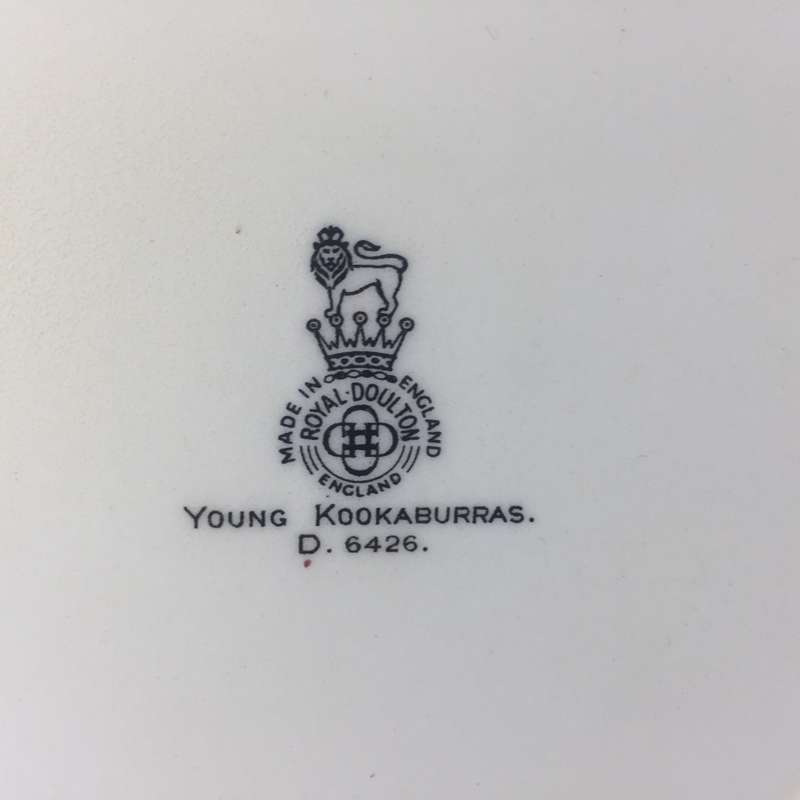 MADE IN ENGLAND
ROYAL·DOULTON
ENGLAND
YOUNG KOOKABURRAS.
D. 6426.